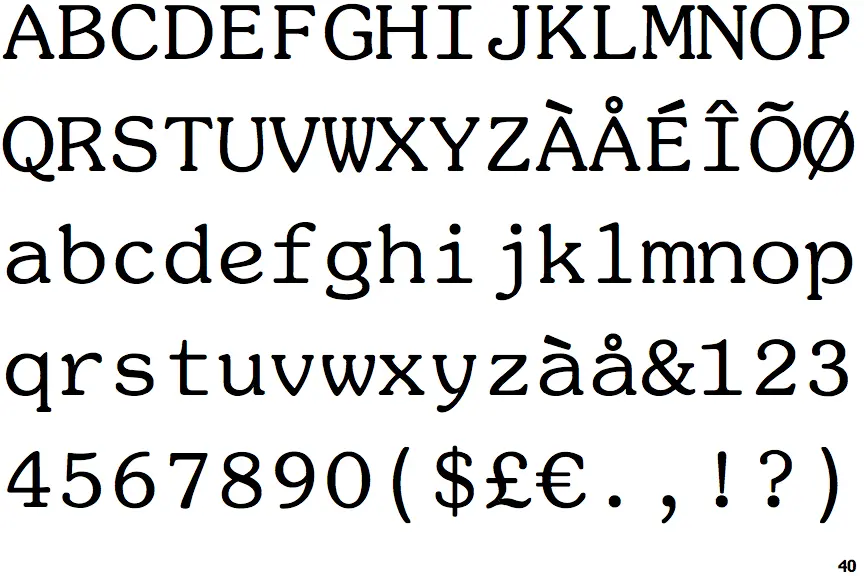 ABCDEFGHIJKLMNOP
QRSTUVWXYZÀÅÉÎÕØ
abcdefghijklmnop
qrstuvwxyzàå&123
4567890($£€.,!?)
40